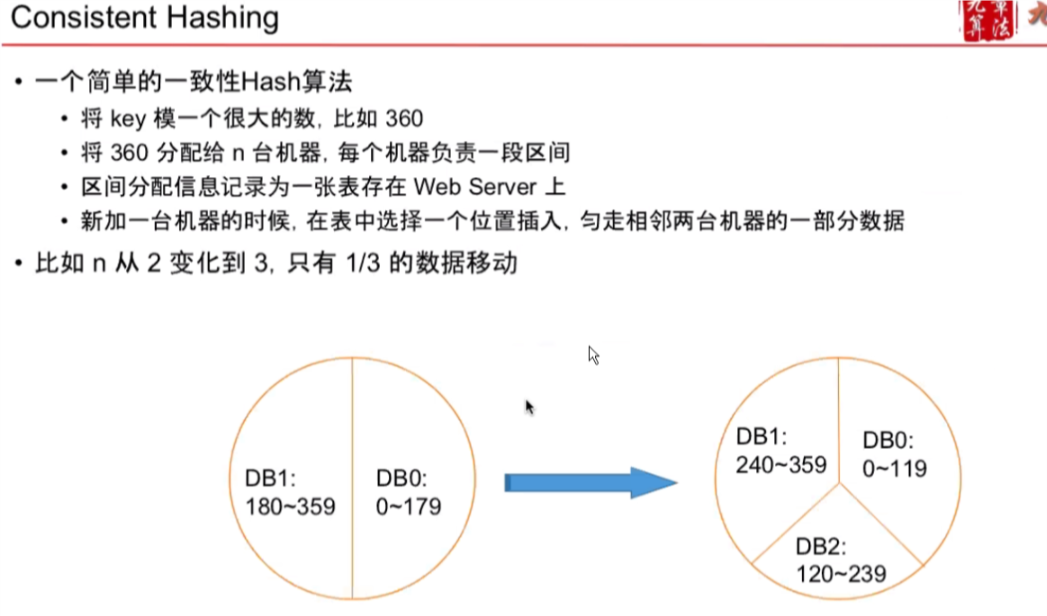 Consistent Hashing
九章
算法
• 一个简单的一致性Hash算法
• 将 key 模一个很大的数, 比如 360
• 将 360 分配给 n 台机器, 每个机器负责一段区间
• 区间分配信息记录为一张表存在 Web Server 上
• 新加一台机器的时候, 在表中选择一个位置插入, 匀走相邻两台机器的一部分数据
• 比如 n 从 2 变化到 3, 只有 1/3 的数据移动
DB1:
180~359
DB0:
0~179
DB1:
240~359
DB0:
0~119
DB2:
120~239